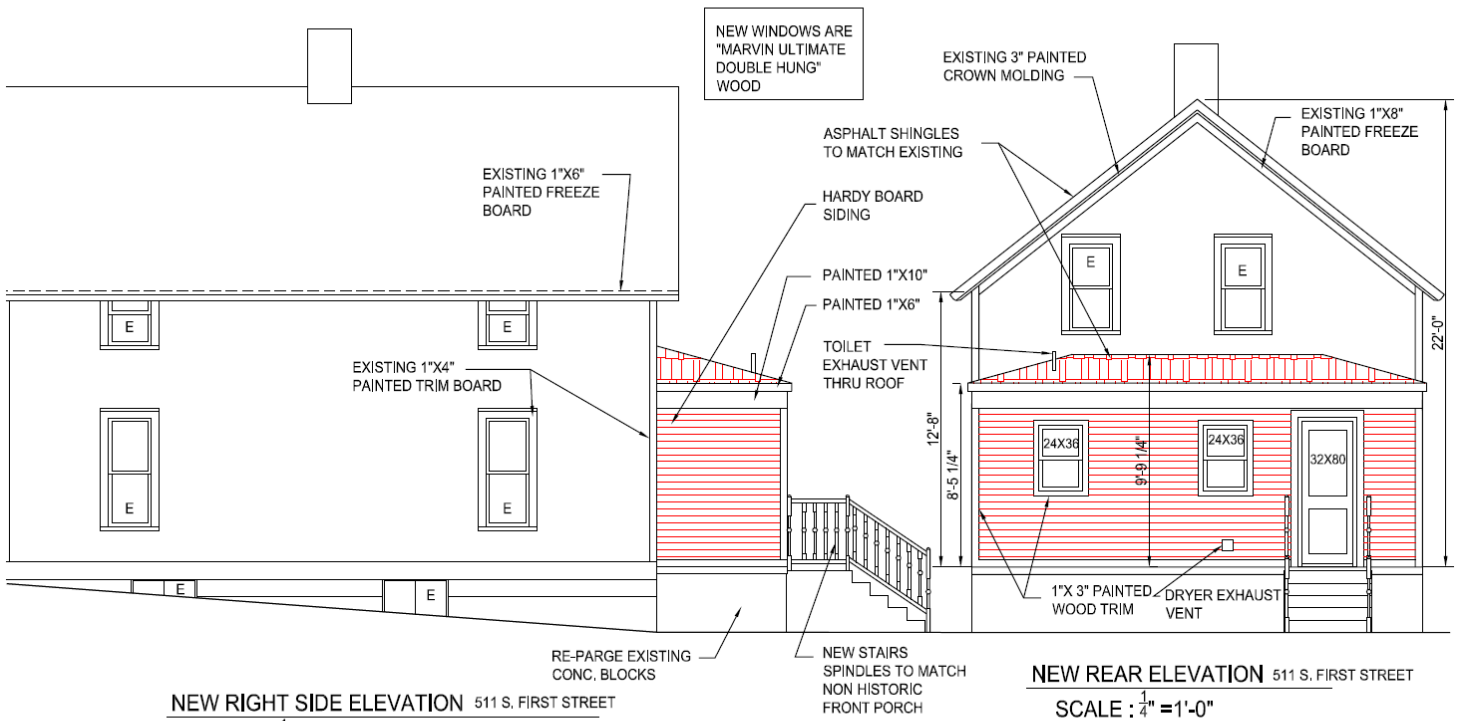 NEW WINDOWS ARE
"MARVIN ULTIMATE
DOUBLE HUNG"
WOOD
EXISTING 3" PAINTED
CROWN MOLDING
EXISTING 1"X8"
PAINTED FREEZE
BOARD
ASPHALT SHINGLES
TO MATCH EXISTING
EXISTING 1"X6"
PAINTED FREEZE
BOARD
HARDY BOARD
SIDING
PAINTED 1"X10"
PAINTED 1"X6"
TOILET
EXHAUST VENT
THRU ROOF
EXISTING 1"X4"
PAINTED TRIM BOARD
E
E
E
E
E
E
E
E
22'-0"
12'-8"
8'-5 1/4"
9'-9 1/4"
24X36
24X36
32X80
1"X 3" PAINTED
WOOD TRIM
DRYER EXHAUST
VENT
RE-PARGE EXISTING
CONC. BLOCKS
NEW STAIRS
SPINDLES TO MATCH
NON HISTORIC
FRONT PORCH
NEW RIGHT SIDE ELEVATION 511 S. FIRST STREET
NEW REAR ELEVATION 511 S. FIRST STREET
SCALE : 1/4" =1'-0"